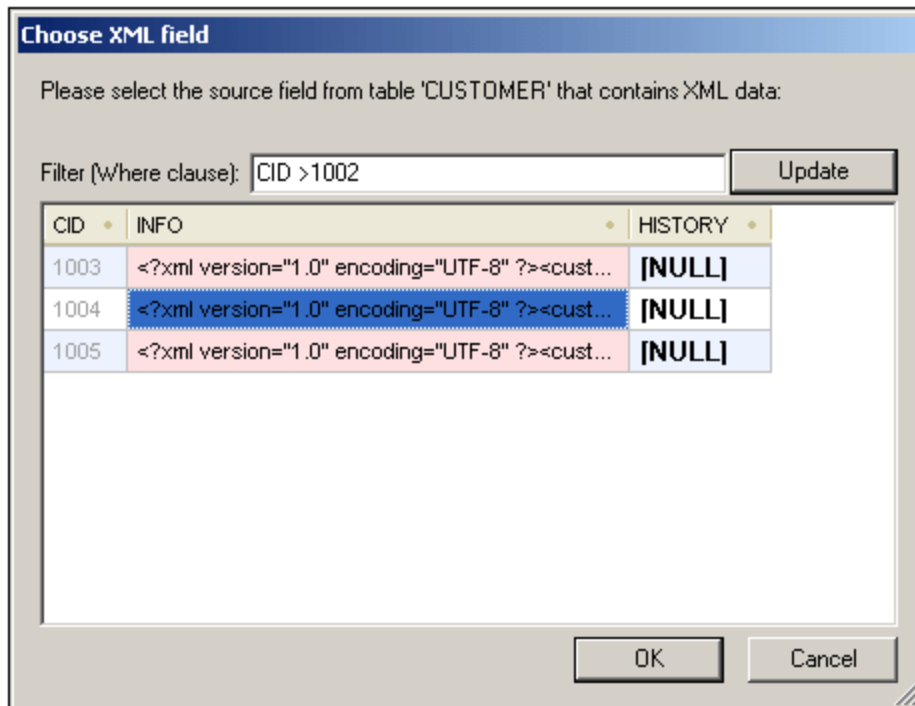 Choose XML field
Please select the source field from table 'CUSTOMER' that contains XML data:
Filter (Where clause): CID >1002 Update
CID INFO HISTORY
1003 <?xml version="1.0" encoding="UTF-8" ?><cust... [NULL]
1004 <?xml version="1.0" encoding="UTF-8" ?><cust... [NULL]
1005 <?xml version="1.0" encoding="UTF-8" ?><cust... [NULL]
OK Cancel